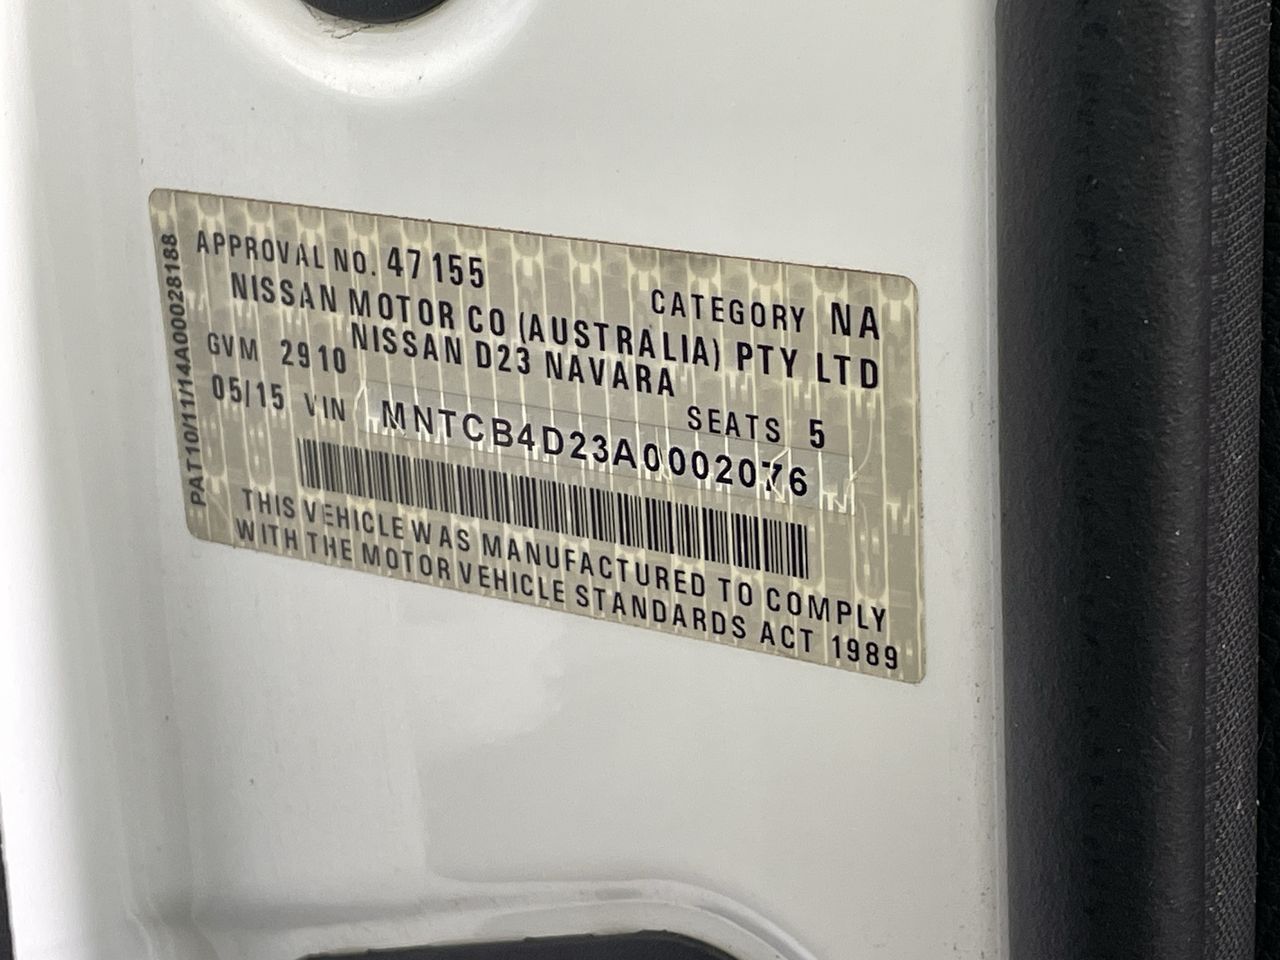 APPROVAL NO. 47155 CATEGORY NA
NISSAN MOTOR CO (AUSTRALIA) PTY LTD
NISSAN D23 NAVARA
GVM 2910 SEATS 5
05/15 VIN MNTCB4D23A0002076
THIS VEHICLE WAS MANUFACTURED TO COMPLY
WITH THE MOTOR VEHICLE STANDARDS ACT 1989
PAT10/11/14A00028188